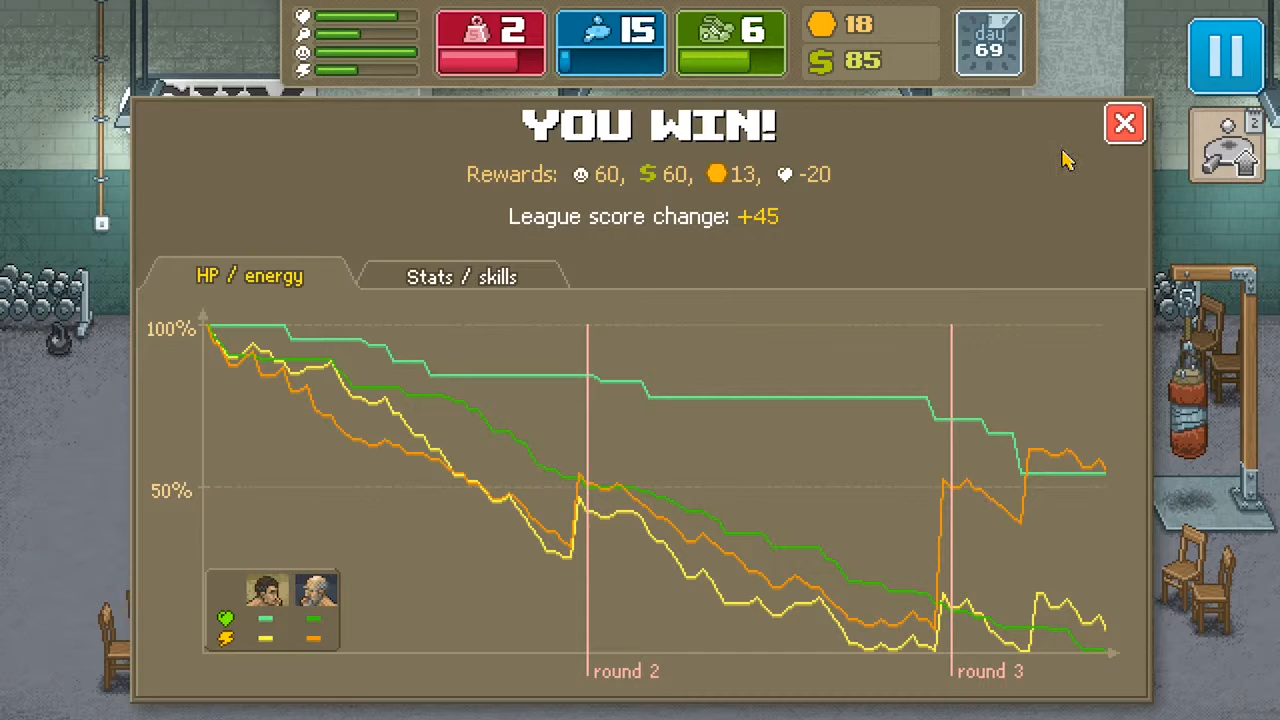 2
15
6
18
85
day
69
2
YOU WIN!
Rewards: 60, $ 60, 13, -20
League score change: +45
HP / energy
Stats / skills
100%
50%
round 2
round 3